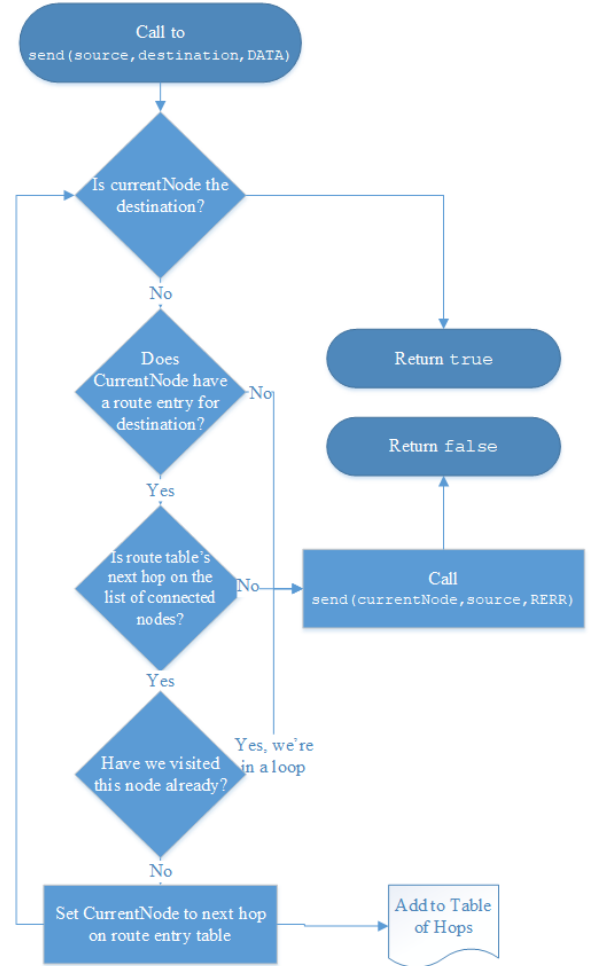 Call to
send(source,destination,DATA)
Is currentNode the
destination?
No
Return true
Does
CurrentNode have
a route entry for
destination?
No
Return false
Yes
Is route table's
next hop on the
list of connected
nodes?
No
Call
send(currentNode,source,RERR)
Yes
Have we visited
this node already?
Yes, we're
in a loop
No
Set CurrentNode to next hop
on route entry table
Add to Table
of Hops